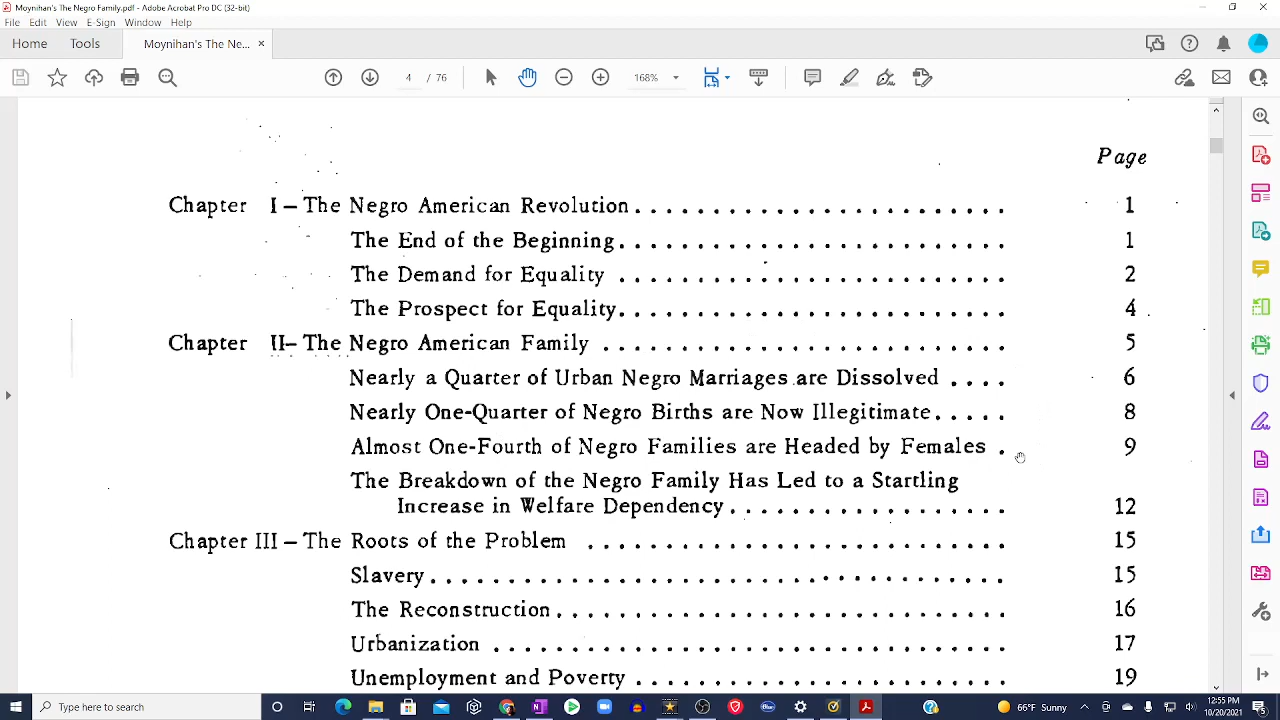 Moynihan's The Negro Family.pdf - Adobe Acrobat Pro DC (32-bit)
File Edit View E-Sign Window Help
Home Tools Moynihan's The Ne... ×
4 / 76 168%
Page
Chapter I – The Negro American Revolution . . . . . . . . . . . . . . . . . . . . . . . . 1
The End of the Beginning . . . . . . . . . . . . . . . . . . . . . . . . . 1
The Demand for Equality . . . . . . . . . . . . . . . . . . . . . . . . . 2
The Prospect for Equality . . . . . . . . . . . . . . . . . . . . . . . . . 4
Chapter II– The Negro American Family . . . . . . . . . . . . . . . . . . . . . . . . . . 5
Nearly a Quarter of Urban Negro Marriages are Dissolved . . . . 6
Nearly One-Quarter of Negro Births are Now Illegitimate . . . . . 8
Almost One-Fourth of Negro Families are Headed by Females . 9
The Breakdown of the Negro Family Has Led to a Startling
Increase in Welfare Dependency . . . . . . . . . . . . . . . . . . 12
Chapter III – The Roots of the Problem . . . . . . . . . . . . . . . . . . . . . . . . . . . 15
Slavery . . . . . . . . . . . . . . . . . . . . . . . . . . . . . . . . . . . . . 15
The Reconstruction . . . . . . . . . . . . . . . . . . . . . . . . . . . . . 16
Urbanization . . . . . . . . . . . . . . . . . . . . . . . . . . . . . . . . . 17
Unemployment and Poverty . . . . . . . . . . . . . . . . . . . . . . . . 19
Type here to search
66°F Sunny
12:55 PM
10/20/2021